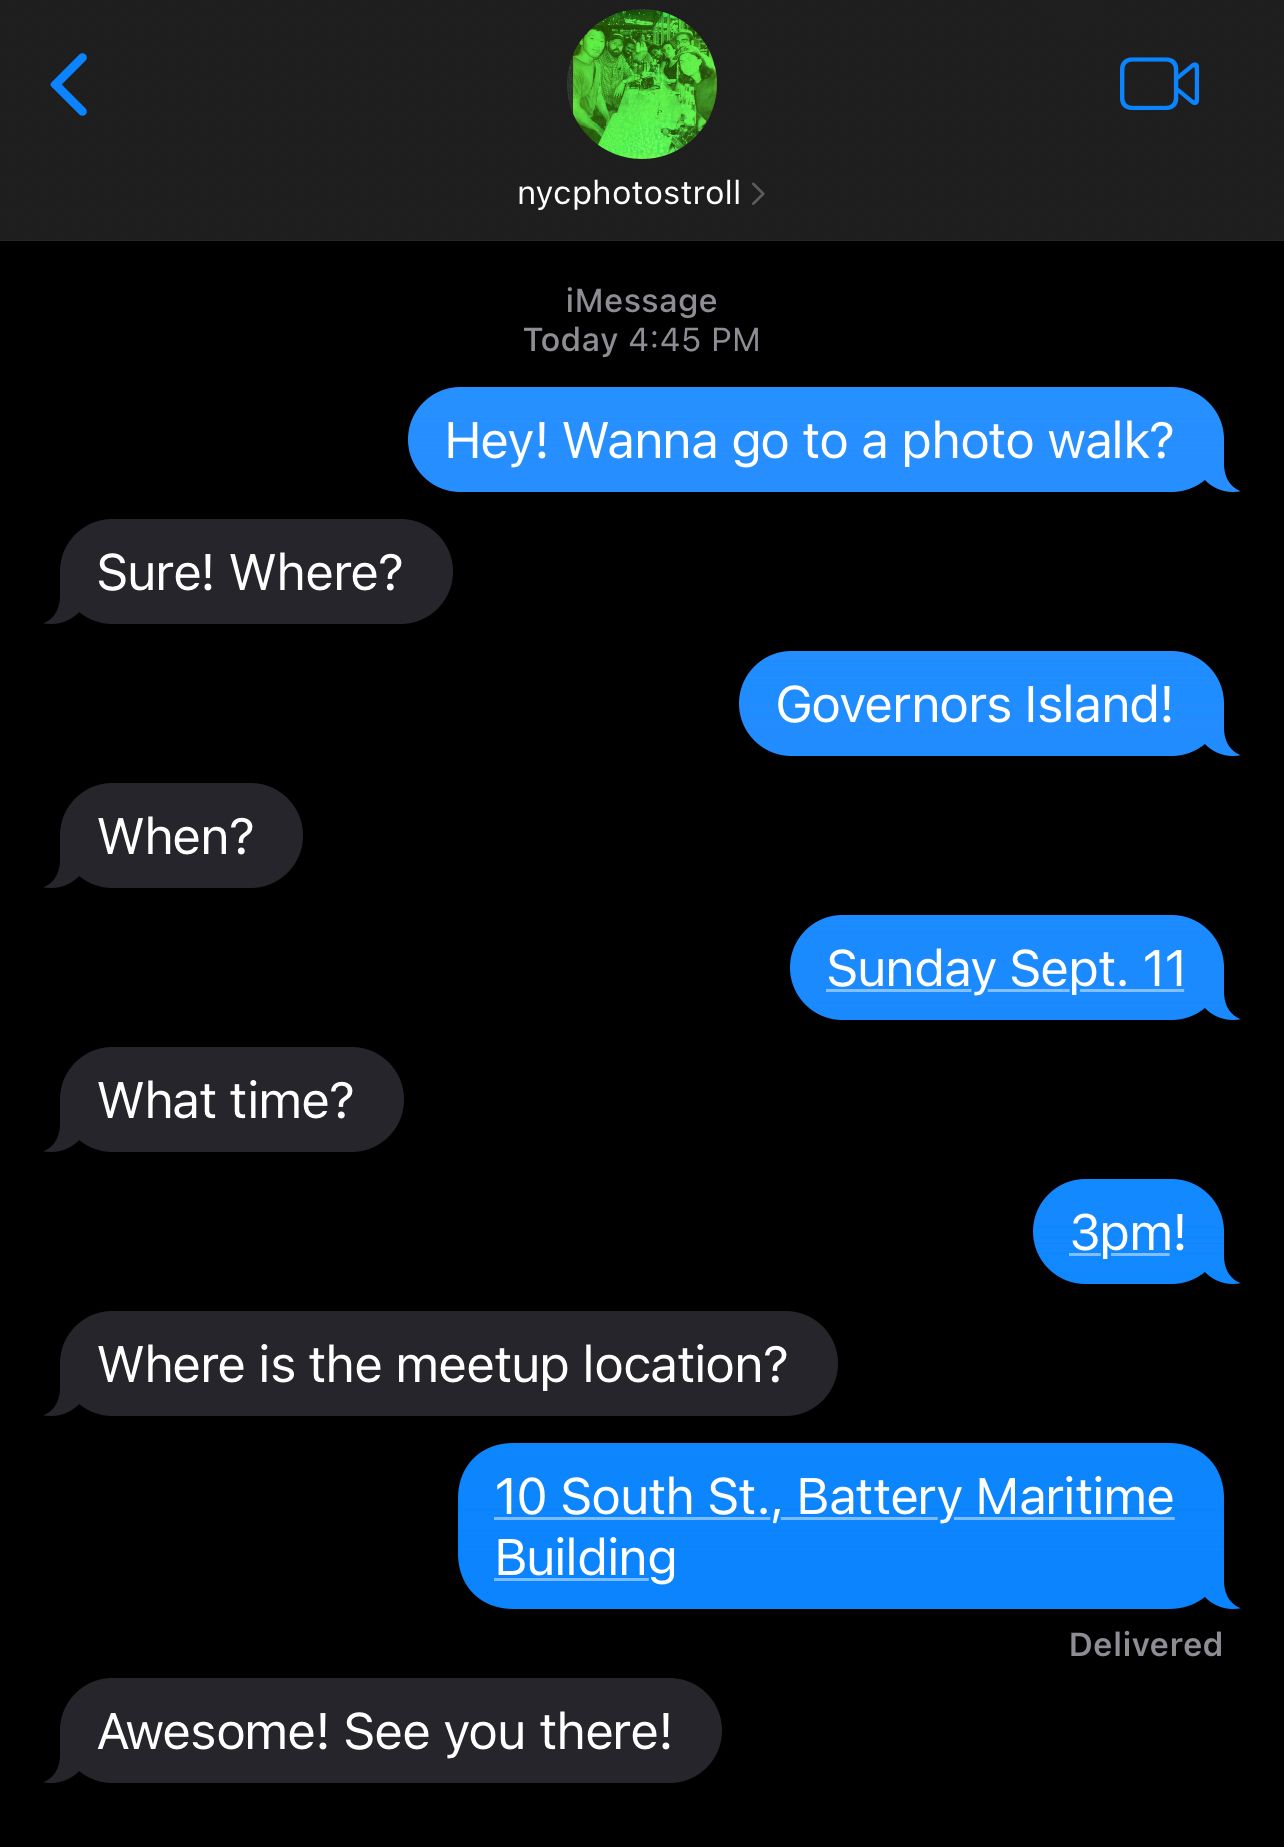 nycphotostroll
iMessage
Today 4:45 PM
Hey! Wanna go to a photo walk?
Sure! Where?
Governors Island!
When?
Sunday Sept. 11
What time?
3pm!
Where is the meetup location?
10 South St., Battery Maritime
Building
Delivered
Awesome! See you there!